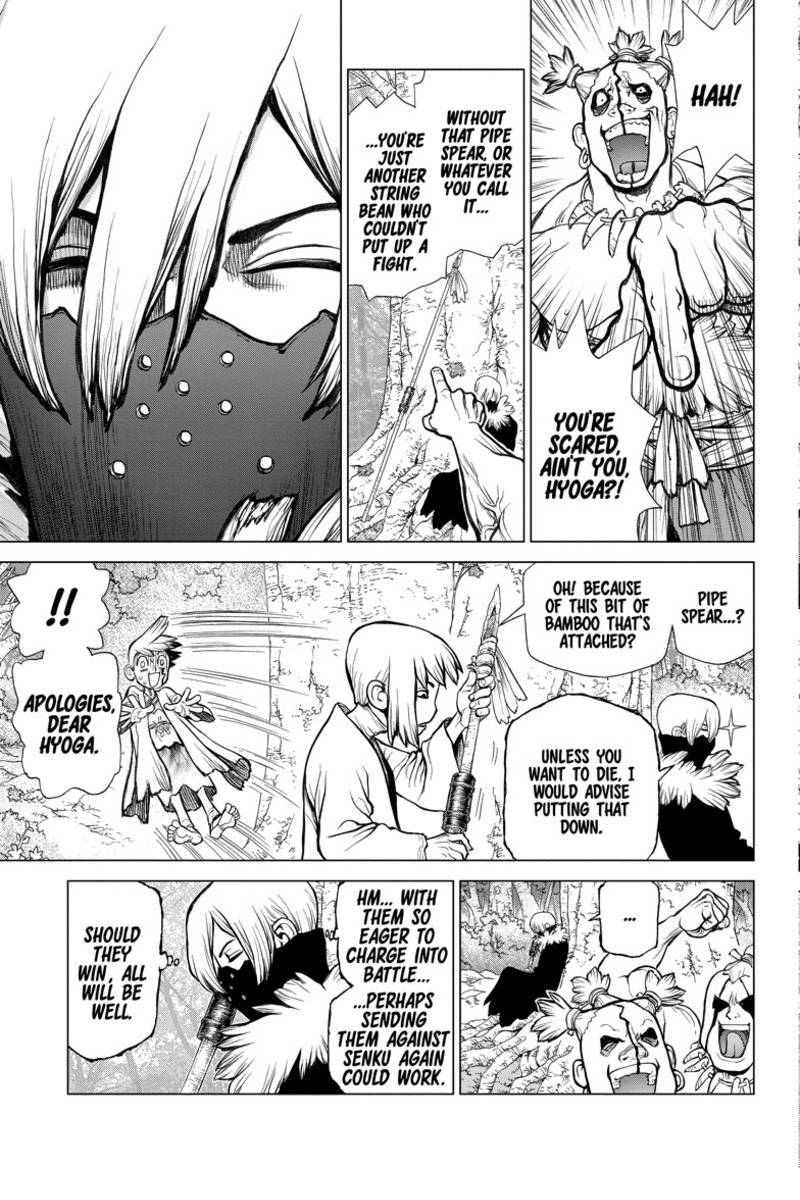 HAH!
YOU'RE
SCARED,
AIN'T YOU,
HYOGA?!
WITHOUT
THAT PIPE
SPEAR, OR
WHATEVER
YOU CALL
IT...
...YOU'RE
JUST
ANOTHER
STRING
BEAN WHO
COULDN'T
PUT UP A
FIGHT.
PIPE
SPEAR...?
OH! BECAUSE
OF THIS BIT OF
BAMBOO THAT'S
ATTACHED?
UNLESS YOU
WANT TO DIE, I
WOULD ADVISE
PUTTING THAT
DOWN.
!!
APOLOGIES,
DEAR
HYOGA.
...
HM... WITH
THEM SO
EAGER TO
CHARGE INTO
BATTLE...
...PERHAPS
SENDING
THEM AGAINST
SENKU AGAIN
COULD WORK.
SHOULD
THEY
WIN, ALL
WILL BE
WELL.